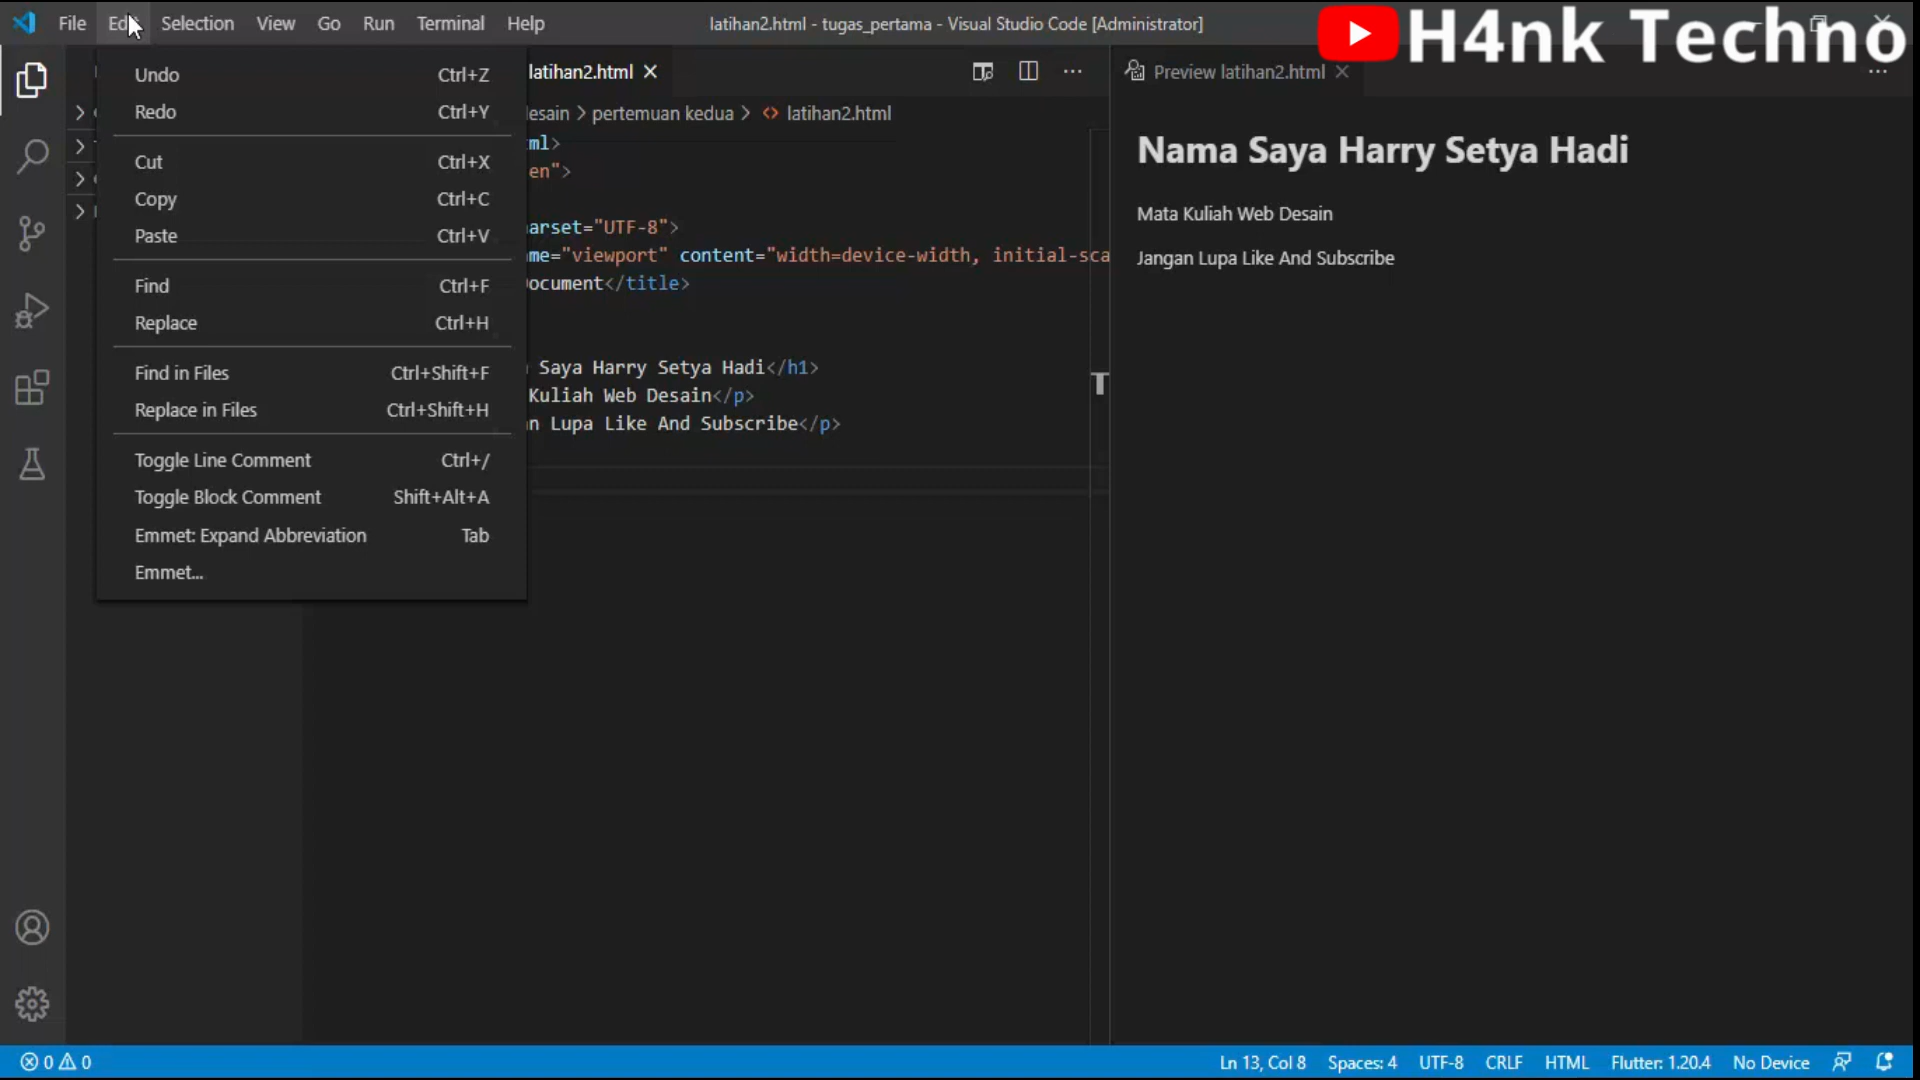 File Edit Selection View Go Run Terminal Help
latihan2.html - tugas_pertama - Visual Studio Code [Administrator]
H4nk Techno
Undo Ctrl+Z
Redo Ctrl+Y
Cut Ctrl+X
Copy Ctrl+C
Paste Ctrl+V
Find Ctrl+F
Replace Ctrl+H
Find in Files Ctrl+Shift+F
Replace in Files Ctrl+Shift+H
Toggle Line Comment Ctrl+/
Toggle Block Comment Shift+Alt+A
Emmet: Expand Abbreviation Tab
Emmet...
latihan2.html
esain > pertemuan kedua > <> latihan2.html
ml>
en">
arset="UTF-8">
me="viewport" content="width=device-width, initial-sca
ocument</title>
Saya Harry Setya Hadi</h1>
Kuliah Web Desain</p>
n Lupa Like And Subscribe</p>
T
Preview latihan2.html
Nama Saya Harry Setya Hadi
Mata Kuliah Web Desain
Jangan Lupa Like And Subscribe
0 0
Ln 13, Col 8 Spaces: 4 UTF-8 CRLF HTML Flutter: 1.20.4 No Device